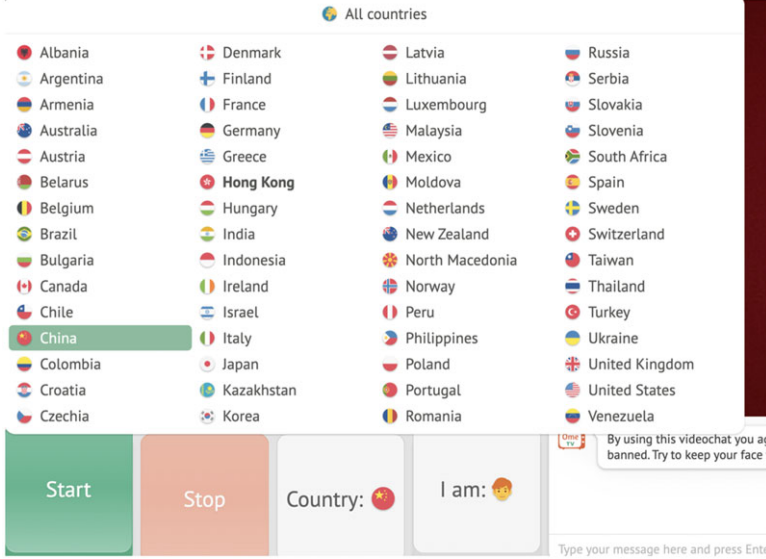 All countries
Albania
Argentina
Armenia
Australia
Austria
Belarus
Belgium
Brazil
Bulgaria
Canada
Chile
China
Colombia
Croatia
Czechia
Denmark
Finland
France
Germany
Greece
Hong Kong
Hungary
India
Indonesia
Ireland
Israel
Italy
Japan
Kazakhstan
Korea
Latvia
Lithuania
Luxembourg
Malaysia
Mexico
Moldova
Netherlands
New Zealand
North Macedonia
Norway
Peru
Philippines
Poland
Portugal
Romania
Russia
Serbia
Slovakia
Slovenia
South Africa
Spain
Sweden
Switzerland
Taiwan
Thailand
Turkey
Ukraine
United Kingdom
United States
Venezuela
Start
Stop
Country:
I am:
Ome
TV
By using this videochat you ag
banned. Try to keep your face
Type your message here and press Ente